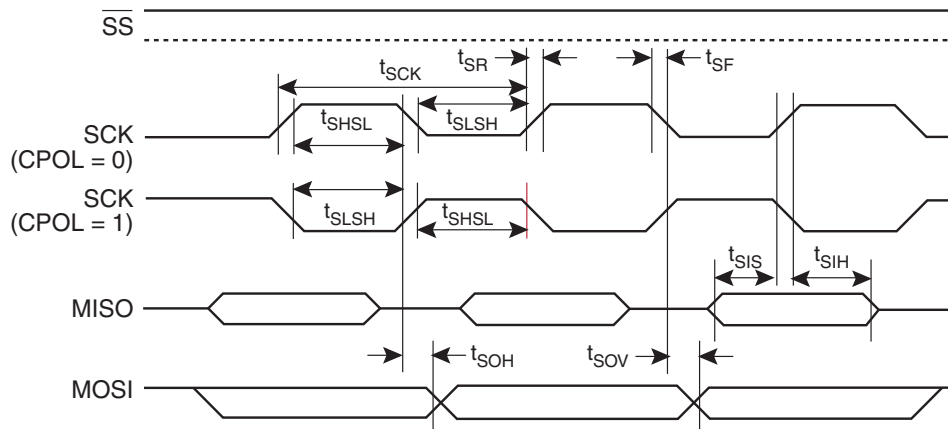 SS
tSCK
tSR
tSF
tSHSL
tSLSH
SCK
(CPOL = 0)
SCK
(CPOL = 1)
tSLSH
tSHSL
tSIS
tSIH
MISO
tSOH
tSOV
MOSI